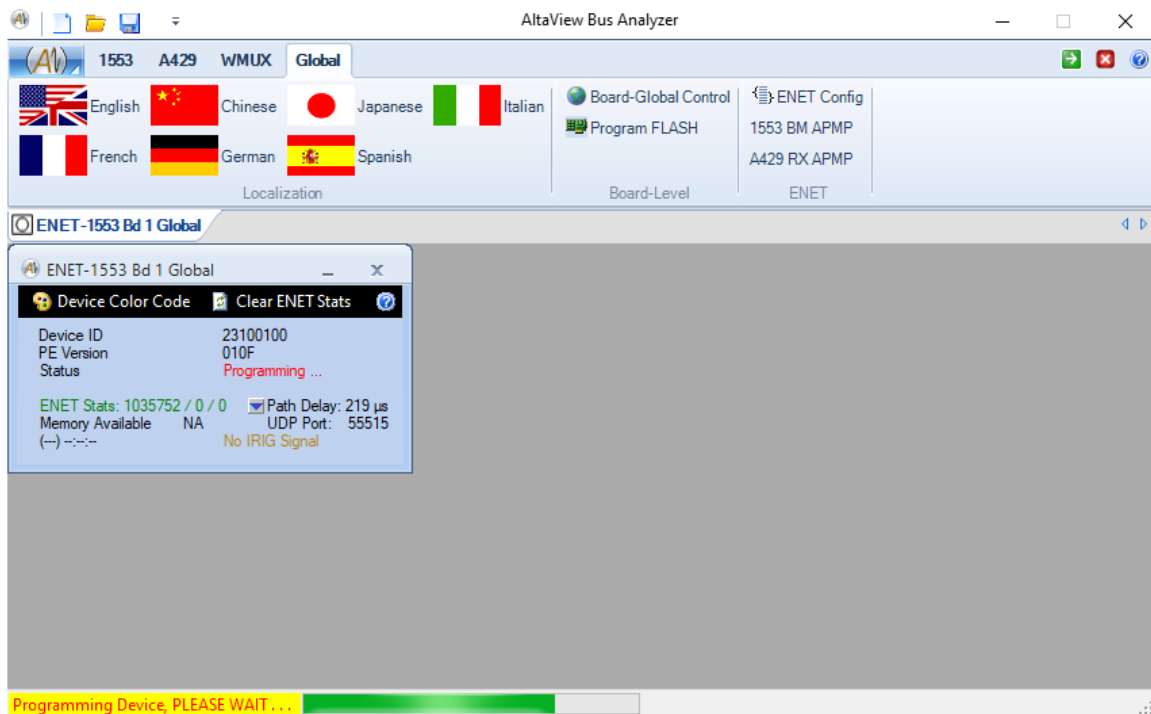 AltaView Bus Analyzer
1553 A429 WMUX Global
English Chinese Japanese Italian
French German Spanish
Localization
Board-Global Control
Program FLASH
Board-Level
ENET Config
1553 BM APMP
A429 RX APMP
ENET
ENET-1553 Bd 1 Global
ENET-1553 Bd 1 Global
Device Color Code Clear ENET Stats
Device ID 23100100
PE Version 010F
Status Programming ...
ENET Stats: 1035752 / 0 / 0 Path Delay: 219 µs
Memory Available NA UDP Port: 55515
(---) --:--:-- No IRIG Signal
Programming Device, PLEASE WAIT . . .